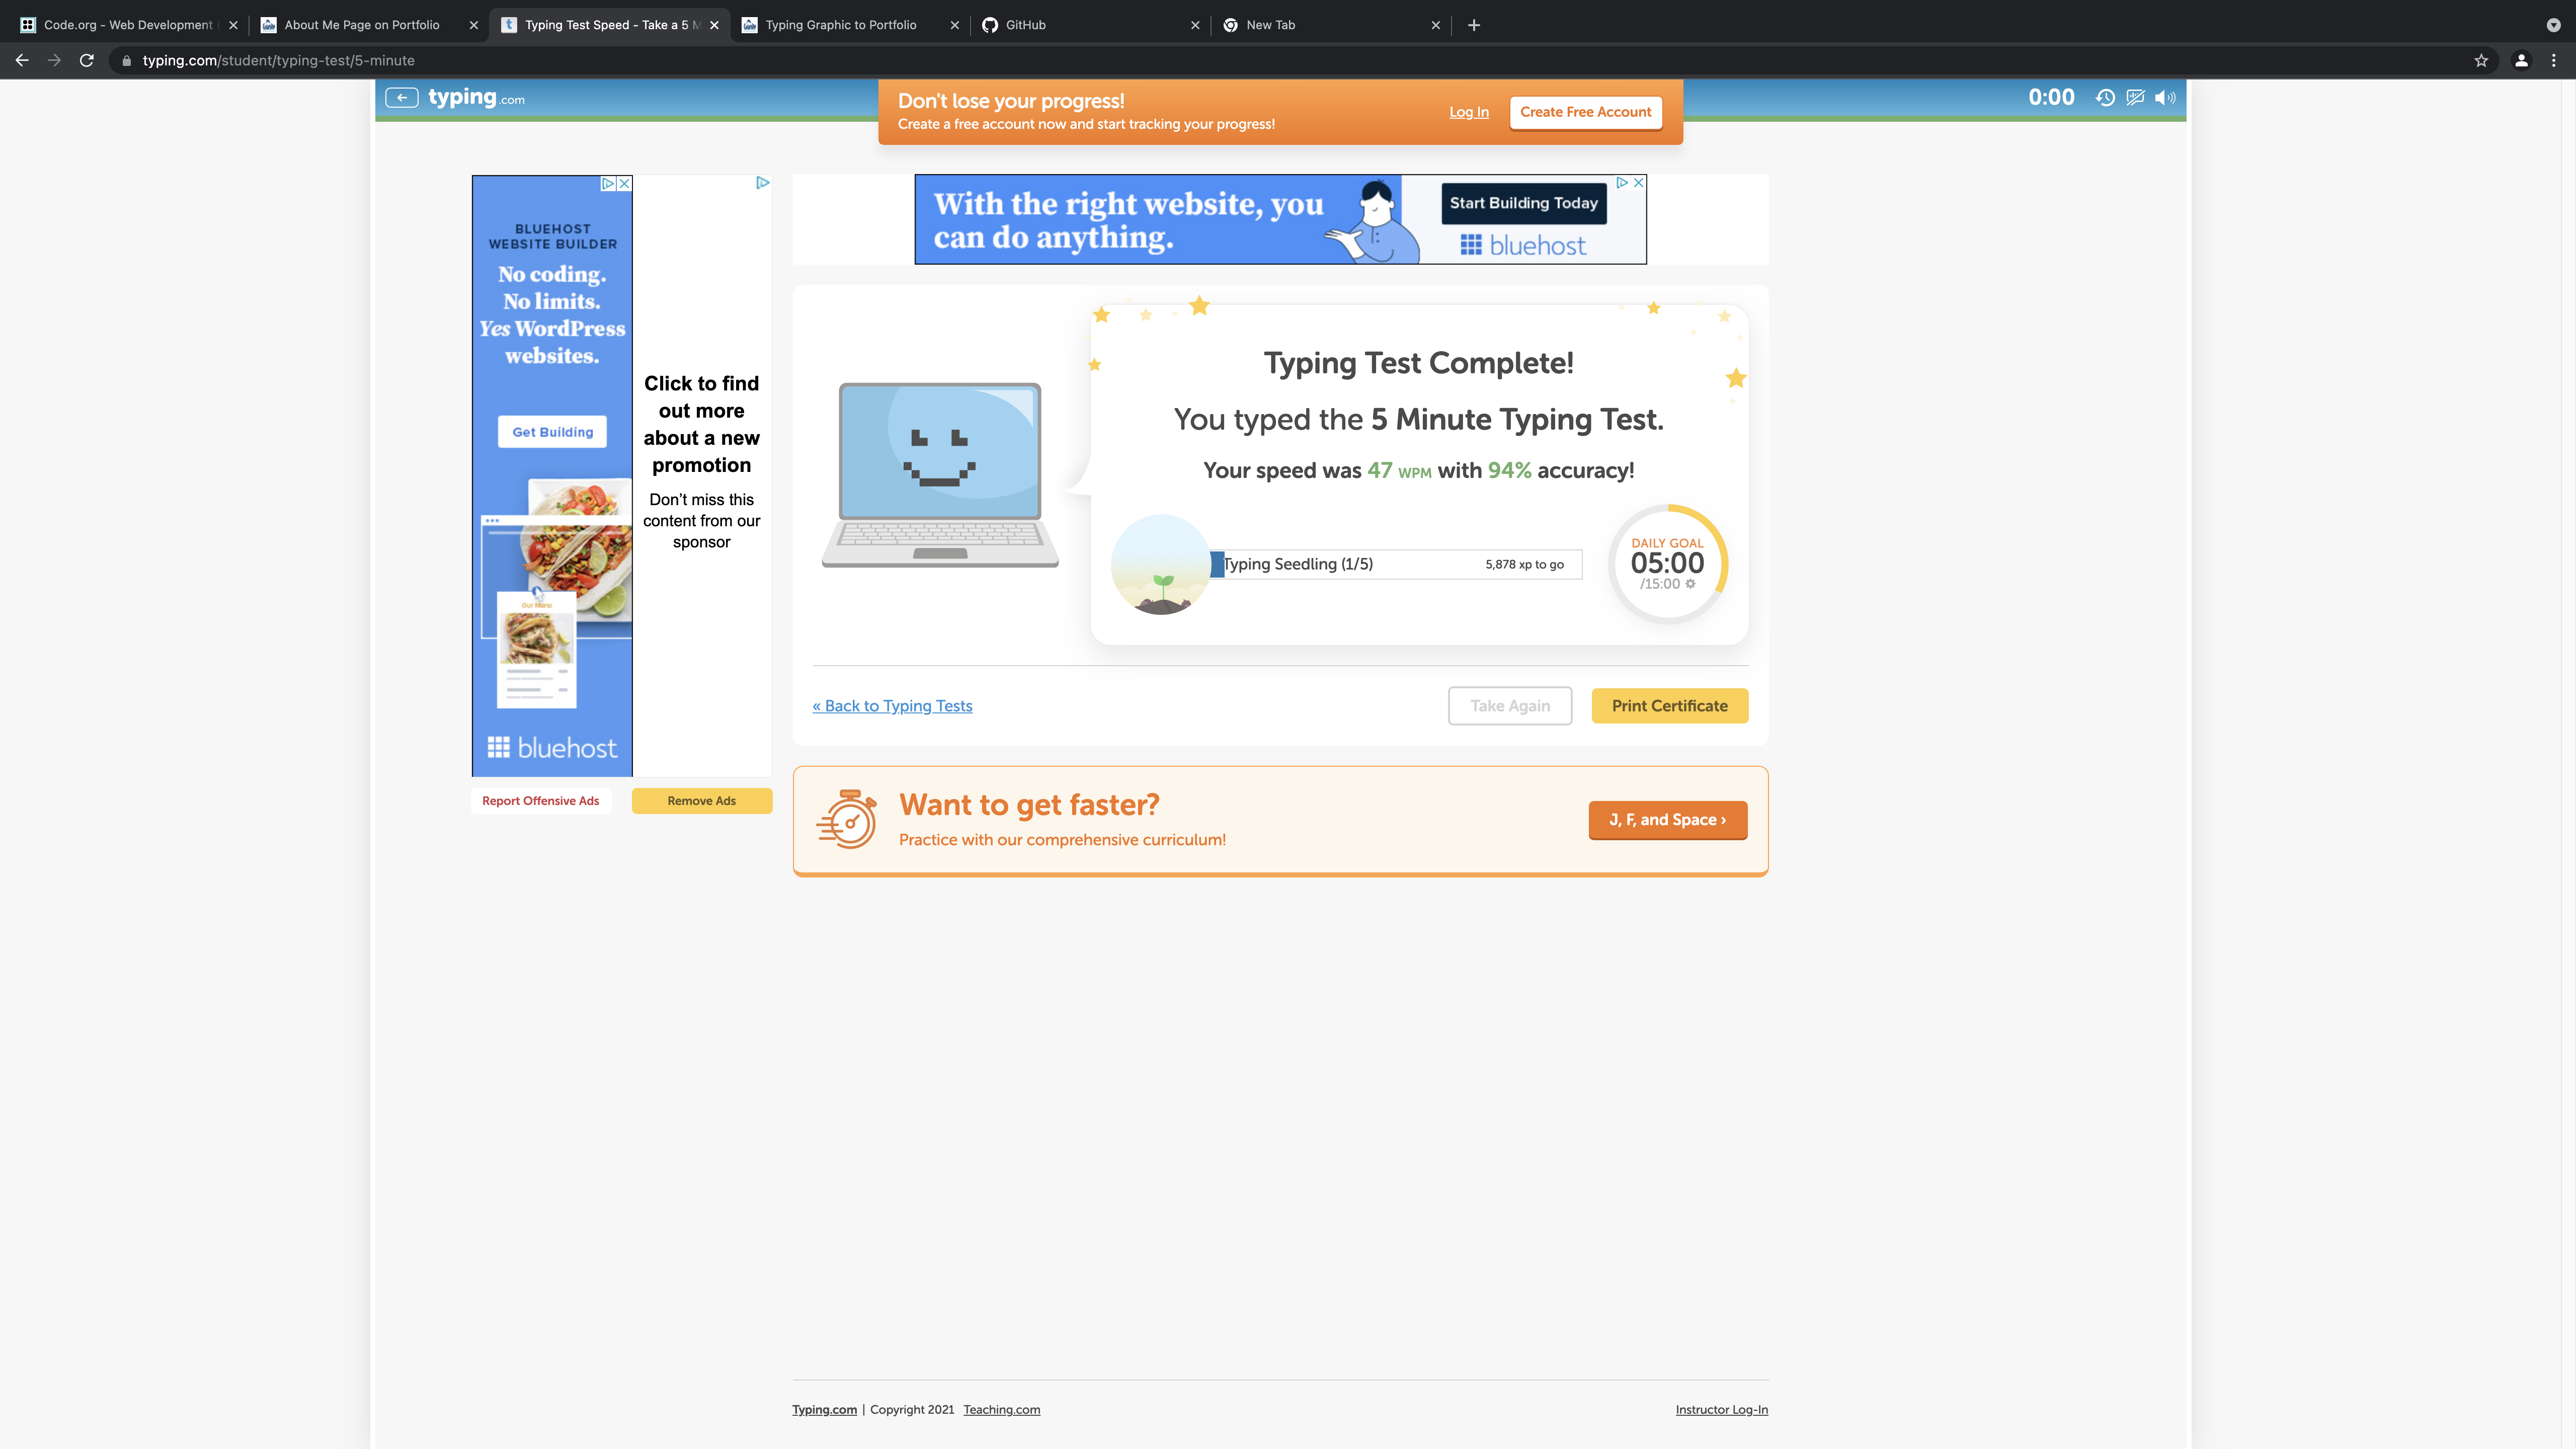 Code.org - Web Development
About Me Page on Portfolio
Typing Test Speed - Take a 5 M
Typing Graphic to Portfolio
GitHub
New Tab
typing.com/student/typing-test/5-minute
typing.com
Don't lose your progress!
Create a free account now and start tracking your progress!
Log In
Create Free Account
0:00
BLUEHOST
WEBSITE BUILDER
No coding.
No limits.
Yes WordPress
websites.
Get Building
Our Menu
bluehost
Click to find
out more
about a new
promotion
Don’t miss this
content from our
sponsor
Report Offensive Ads
Remove Ads
With the right website, you
can do anything.
Start Building Today
bluehost
Typing Test Complete!
You typed the 5 Minute Typing Test.
Your speed was 47 WPM with 94% accuracy!
Typing Seedling (1/5)
5,878 xp to go
DAILY GOAL
05:00
/15:00
« Back to Typing Tests
Take Again
Print Certificate
Want to get faster?
Practice with our comprehensive curriculum!
J, F, and Space ›
Typing.com | Copyright 2021 Teaching.com
Instructor Log-In